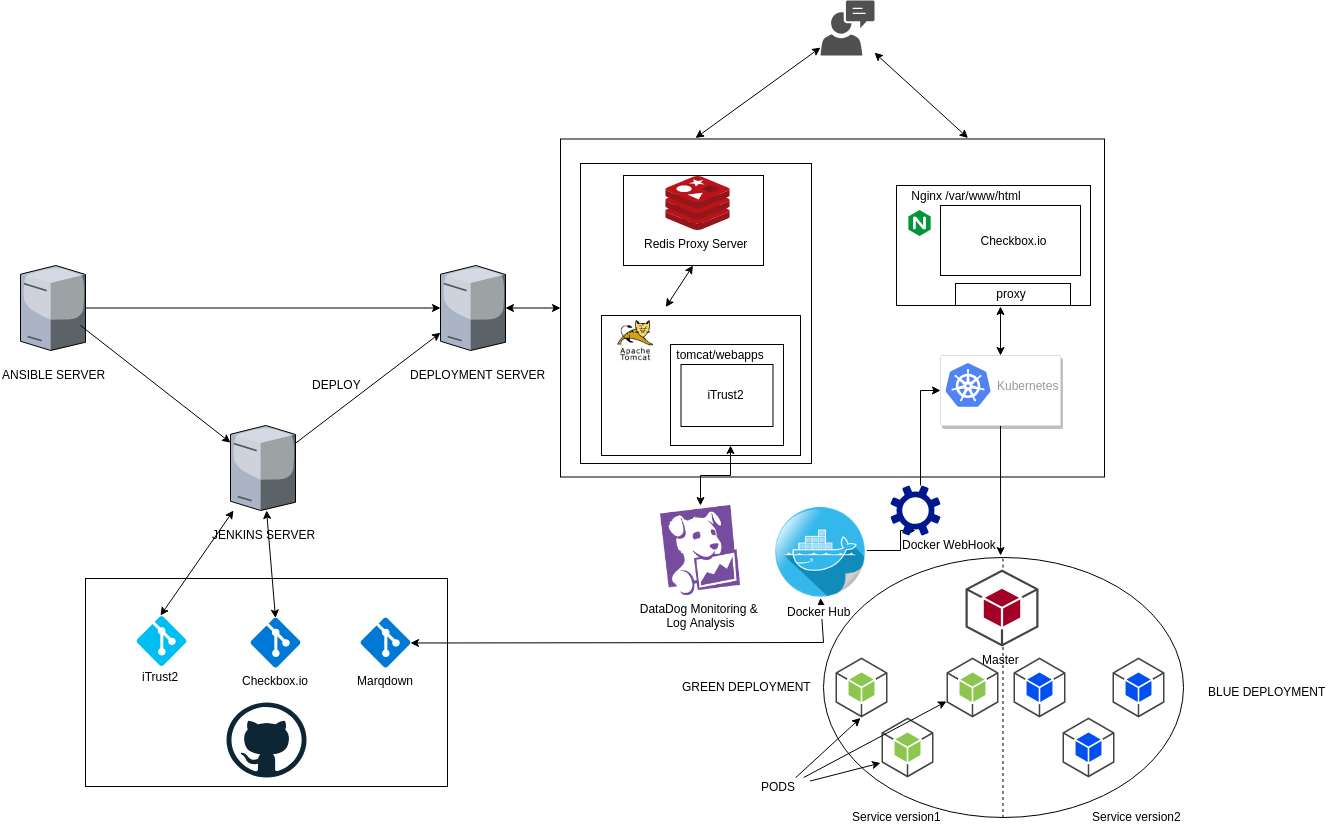 Nginx /var/www/html
Checkbox.io
proxy
Redis Proxy Server
Apache
Tomcat
tomcat/webapps
iTrust2
Kubernetes
ANSIBLE SERVER
DEPLOYMENT SERVER
DEPLOY
JENKINS SERVER
Docker WebHook
DataDog Monitoring &
Log Analysis
Docker Hub
iTrust2
Checkbox.io
Marqdown
Master
GREEN DEPLOYMENT
BLUE DEPLOYMENT
PODS
Service version1
Service version2